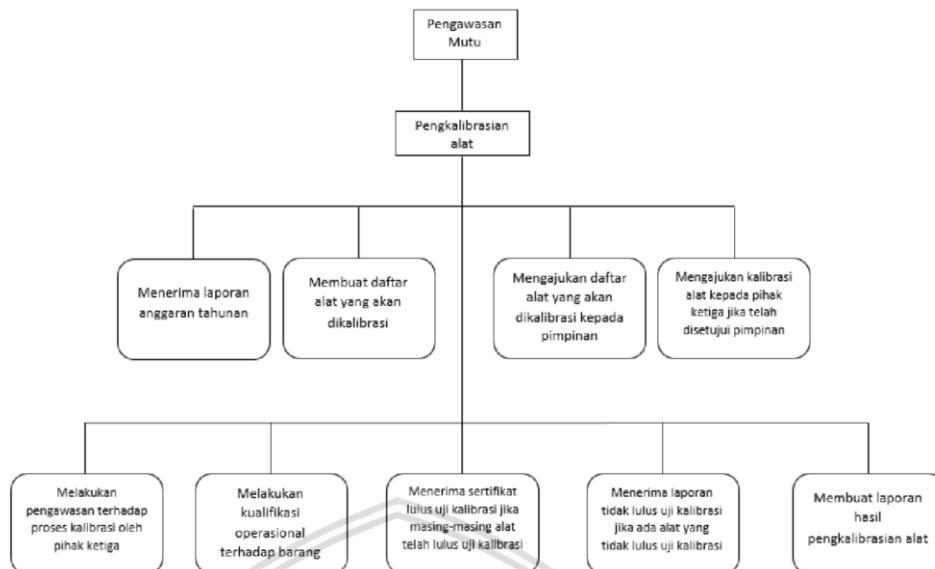 Pengawasan
Mutu
Pengkalibrasian
alat
Menerima laporan
anggaran tahunan
Membuat daftar
alat yang akan
dikalibrasi
Mengajukan daftar
alat yang akan
dikalibrasi kepada
pimpinan
Mengajukan kalibrasi
alat kepada pihak
ketiga jika telah
disetujui pimpinan
Melakukan
pengawasan terhadap
proses kalibrasi oleh
pihak ketiga
Melakukan
kualifikasi
operasional
terhadap barang
Menerima sertifikat
lulus uji kalibrasi jika
masing-masing alat
telah lulus uji kalibrasi
Menerima laporan
tidak lulus uji kalibrasi
jika ada alat yang
tidak lulus uji kalibrasi
Membuat laporan
hasil
pengkalibrasian alat